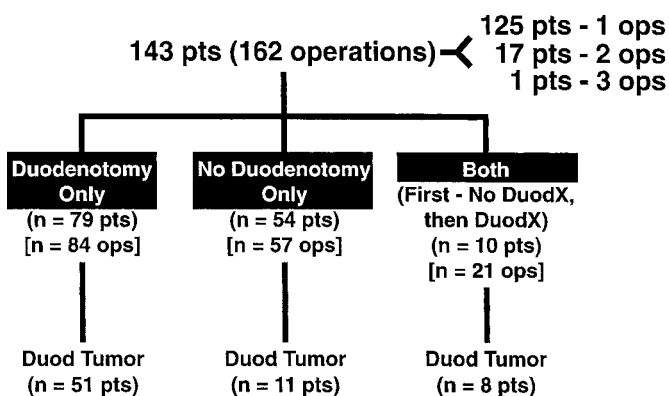 143 pts (162 operations)
125 pts - 1 ops
17 pts - 2 ops
1 pts - 3 ops
Duodenotomy
Only
(n = 79 pts)
[n = 84 ops]
No Duodenotomy
Only
(n = 54 pts)
[n = 57 ops]
Both
(First - No DuodX,
then DuodX)
(n = 10 pts)
[n = 21 ops]
Duod Tumor
(n = 51 pts)
Duod Tumor
(n = 11 pts)
Duod Tumor
(n = 8 pts)